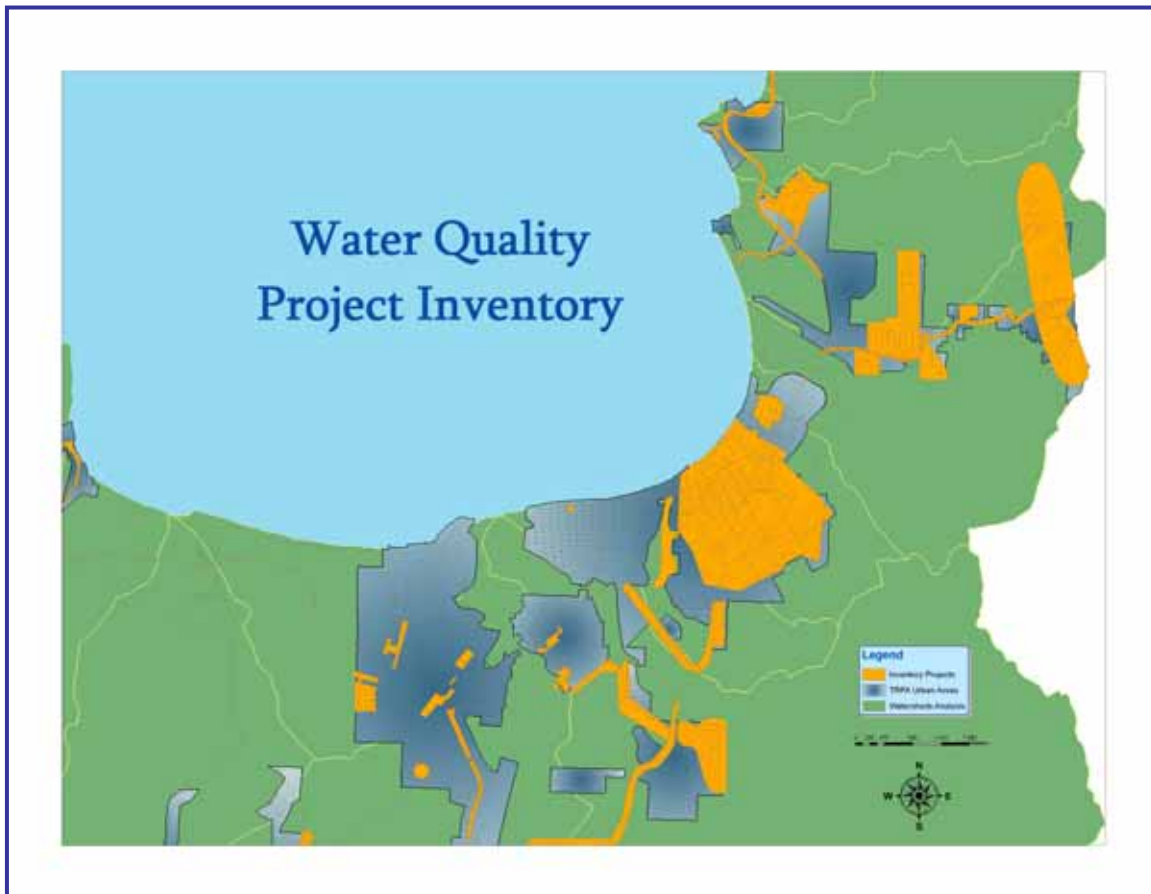 Water Quality
Project Inventory
Legend
Inventory Projects
TRPA Urban Areas
Watersheds Analysis
N
W
E
S